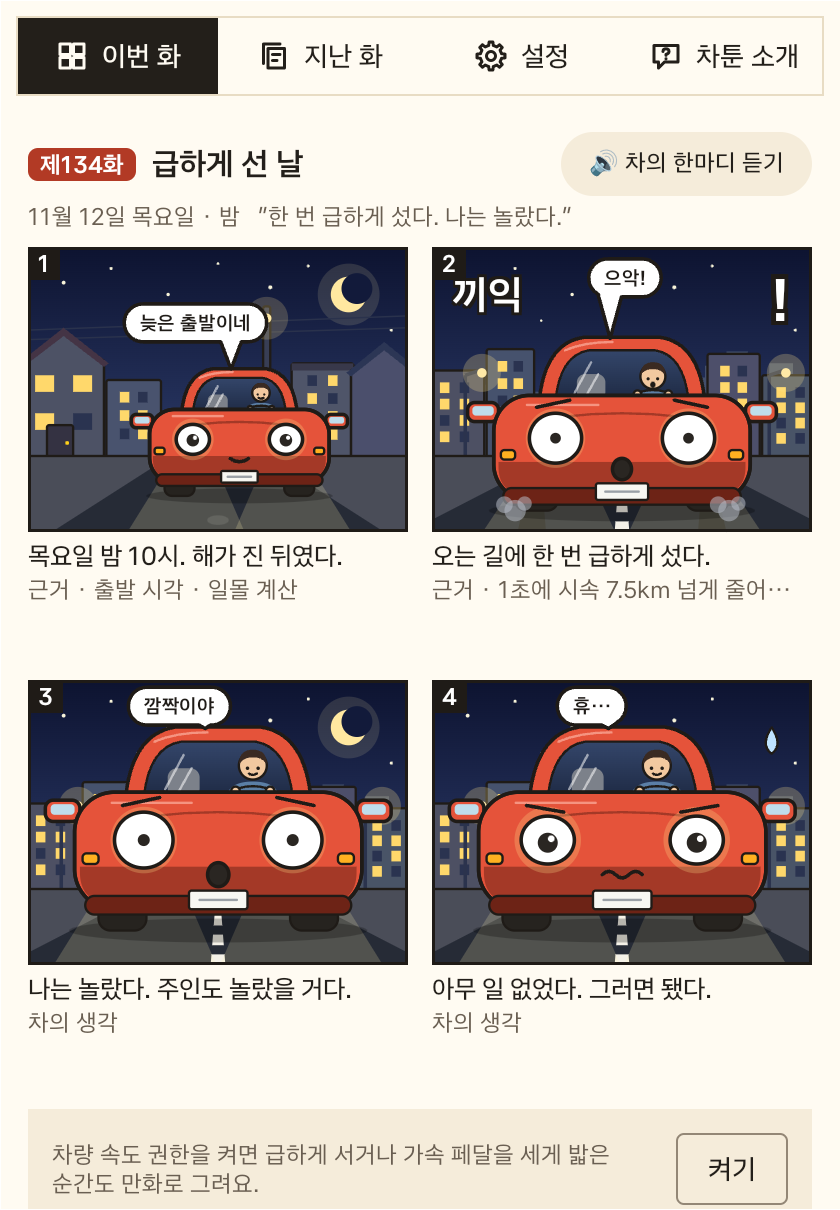 이번 화
지난 화
설정
차툰 소개
제134화 급하게 선 날
🔊 차의 한마디 듣기
11월 12일 목요일 · 밤 "한 번 급하게 섰다. 나는 놀랐다."
1
늦은 출발이네
목요일 밤 10시. 해가 진 뒤였다.
근거 · 출발 시각 · 일몰 계산
2
끼익
으악!
!
오는 길에 한 번 급하게 섰다.
근거 · 1초에 시속 7.5km 넘게 줄어…
3
깜짝이야
나는 놀랐다. 주인도 놀랐을 거다.
차의 생각
4
휴…
아무 일 없었다. 그러면 됐다.
차의 생각
차량 속도 권한을 켜면 급하게 서거나 가속 페달을 세게 밟은
순간도 만화로 그려요.
켜기